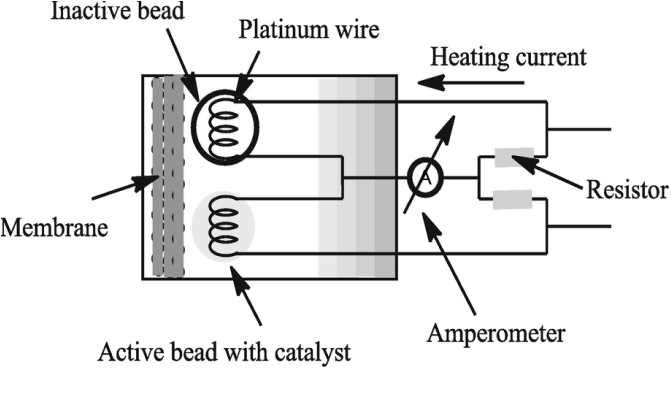 Inactive bead
Platinum wire
Heating current
A
Resistor
Membrane
Amperometer
Active bead with catalyst